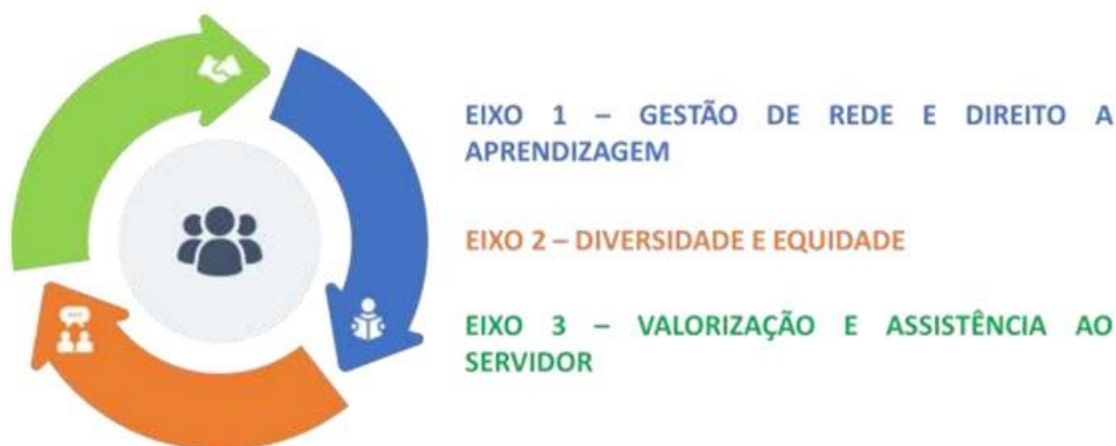 EIXO 1 – GESTÃO DE REDE E DIREITO A
APRENDIZAGEM
EIXO 2 – DIVERSIDADE E EQUIDADE
EIXO 3 – VALORIZAÇÃO E ASSISTÊNCIA AO
SERVIDOR